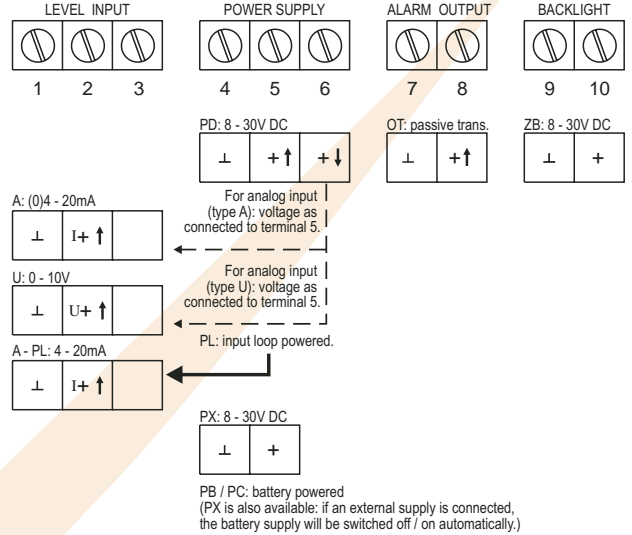 LEVEL INPUT POWER SUPPLY ALARM OUTPUT BACKLIGHT
1 2 3 4 5 6 7 8 9 10
PD: 8 - 30V DC OT: passive trans. ZB: 8 - 30V DC
⊥ +↑ +↓ ⊥ +↑ ⊥ +
For analog input
(type A): voltage as
connected to terminal 5.
A: (0)4 - 20mA
⊥ I+ ↑
For analog input
(type U): voltage as
connected to terminal 5.
U: 0 - 10V
⊥ U+ ↑
PL: input loop powered.
A - PL: 4 - 20mA
⊥ I+ ↑
PX: 8 - 30V DC
⊥ +
PB / PC: battery powered
(PX is also available: if an external supply is connected,
the battery supply will be switched off / on automatically.)